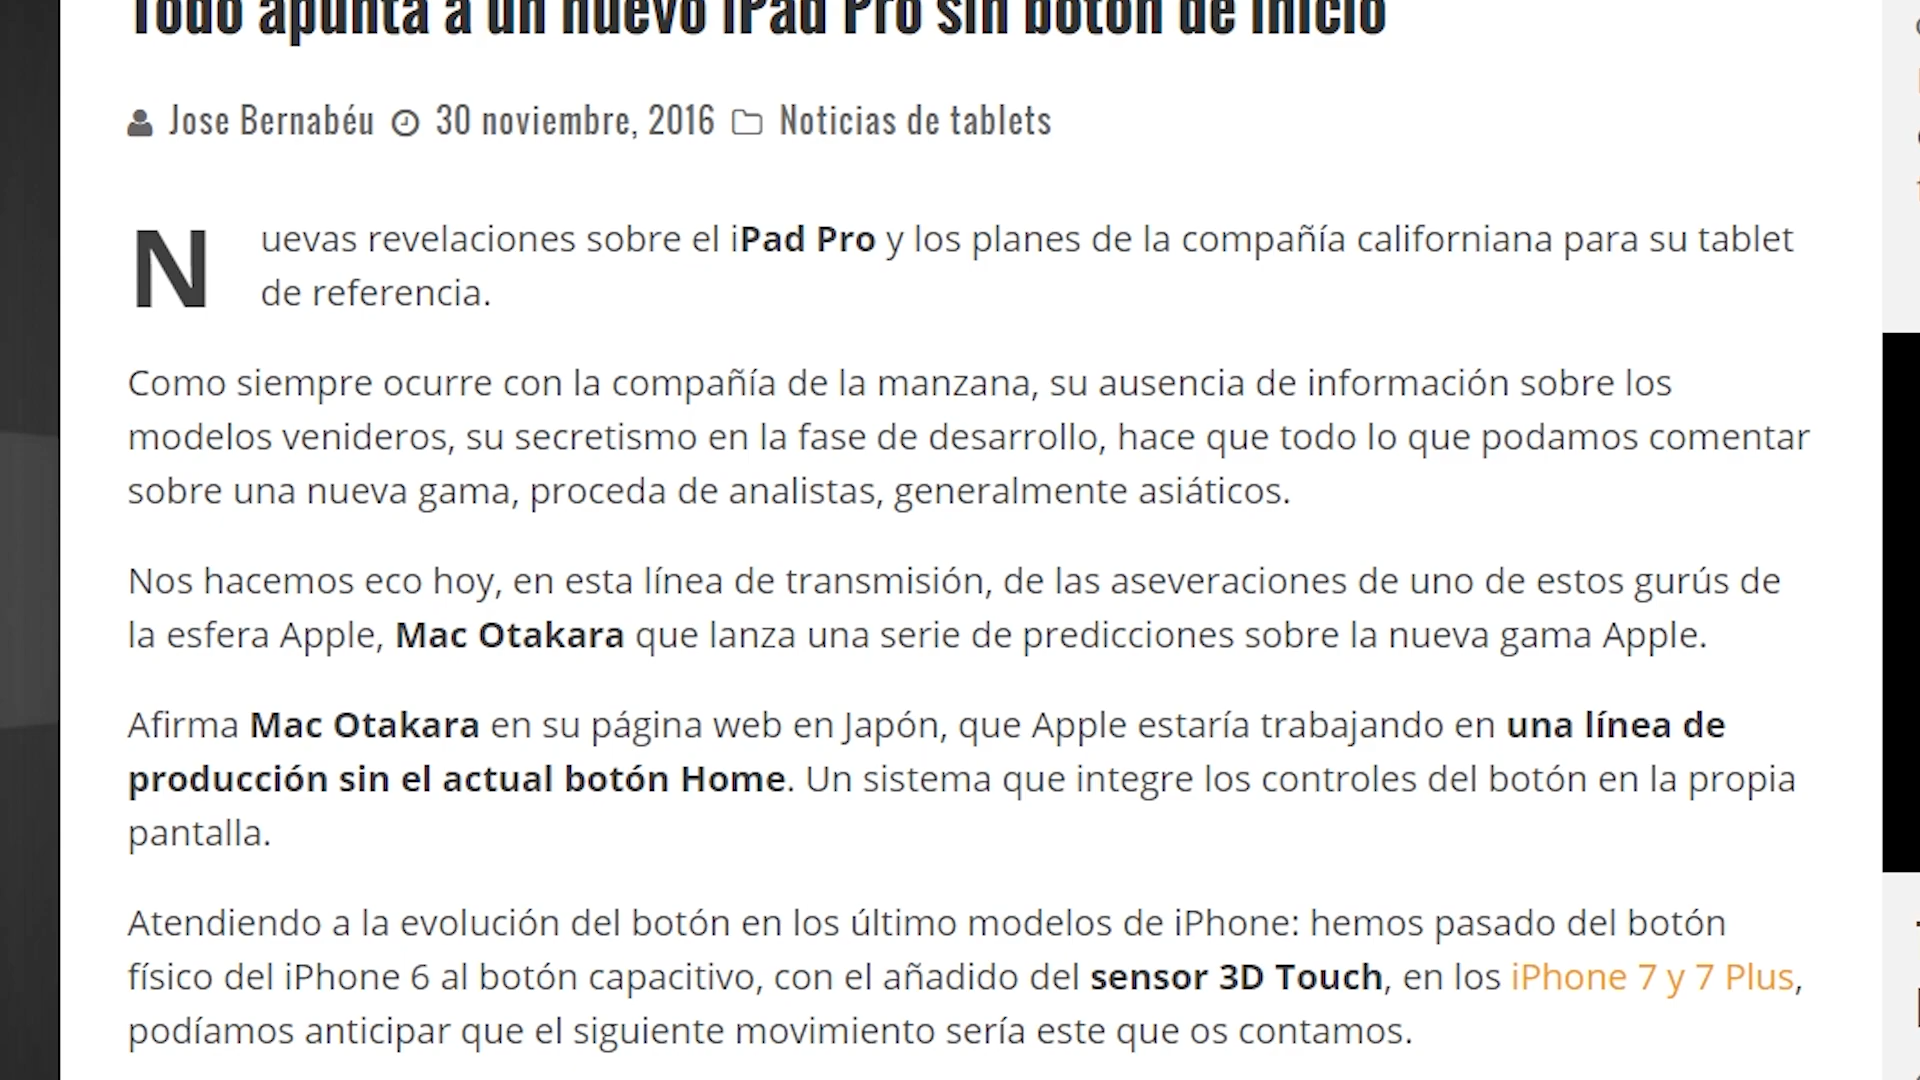 Todo apunta a un nuevo iPad Pro sin botón de inicio
Jose Bernabéu 30 noviembre, 2016 Noticias de tablets
Nuevas revelaciones sobre el iPad Pro y los planes de la compañía californiana para su tablet
de referencia.
Como siempre ocurre con la compañía de la manzana, su ausencia de información sobre los
modelos venideros, su secretismo en la fase de desarrollo, hace que todo lo que podamos comentar
sobre una nueva gama, proceda de analistas, generalmente asiáticos.
Nos hacemos eco hoy, en esta línea de transmisión, de las aseveraciones de uno de estos gurús de
la esfera Apple, Mac Otakara que lanza una serie de predicciones sobre la nueva gama Apple.
Afirma Mac Otakara en su página web en Japón, que Apple estaría trabajando en una línea de
producción sin el actual botón Home. Un sistema que integre los controles del botón en la propia
pantalla.
Atendiendo a la evolución del botón en los último modelos de iPhone: hemos pasado del botón
físico del iPhone 6 al botón capacitivo, con el añadido del sensor 3D Touch, en los iPhone 7 y 7 Plus,
podíamos anticipar que el siguiente movimiento sería este que os contamos.